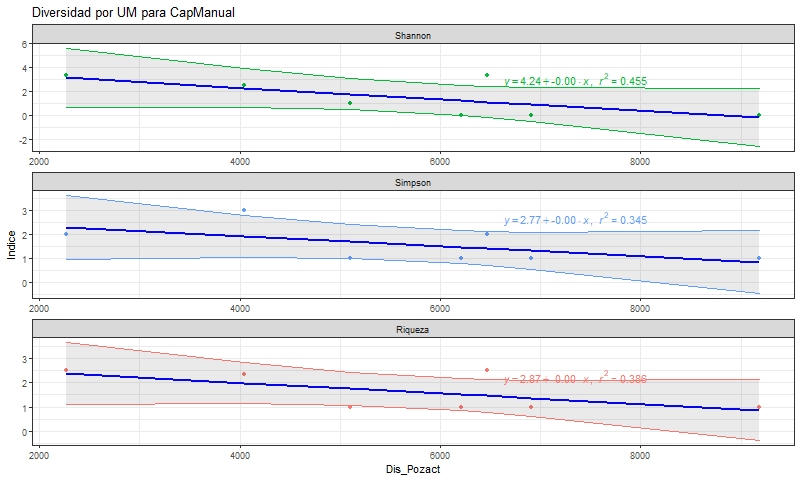 Diversidad por UM para CapManual
Shannon
6
4
2
0
-2
y = 4.24 + -0.00 · x, r² = 0.455
2000 4000 6000 8000
Simpson
3
2
1
0
y = 2.77 + -0.00 · x, r² = 0.345
2000 4000 6000 8000
Indice
Riqueza
3
2
1
0
y = 2.87 + -0.00 · x, r² = 0.386
2000 4000 6000 8000
Dis_Pozact